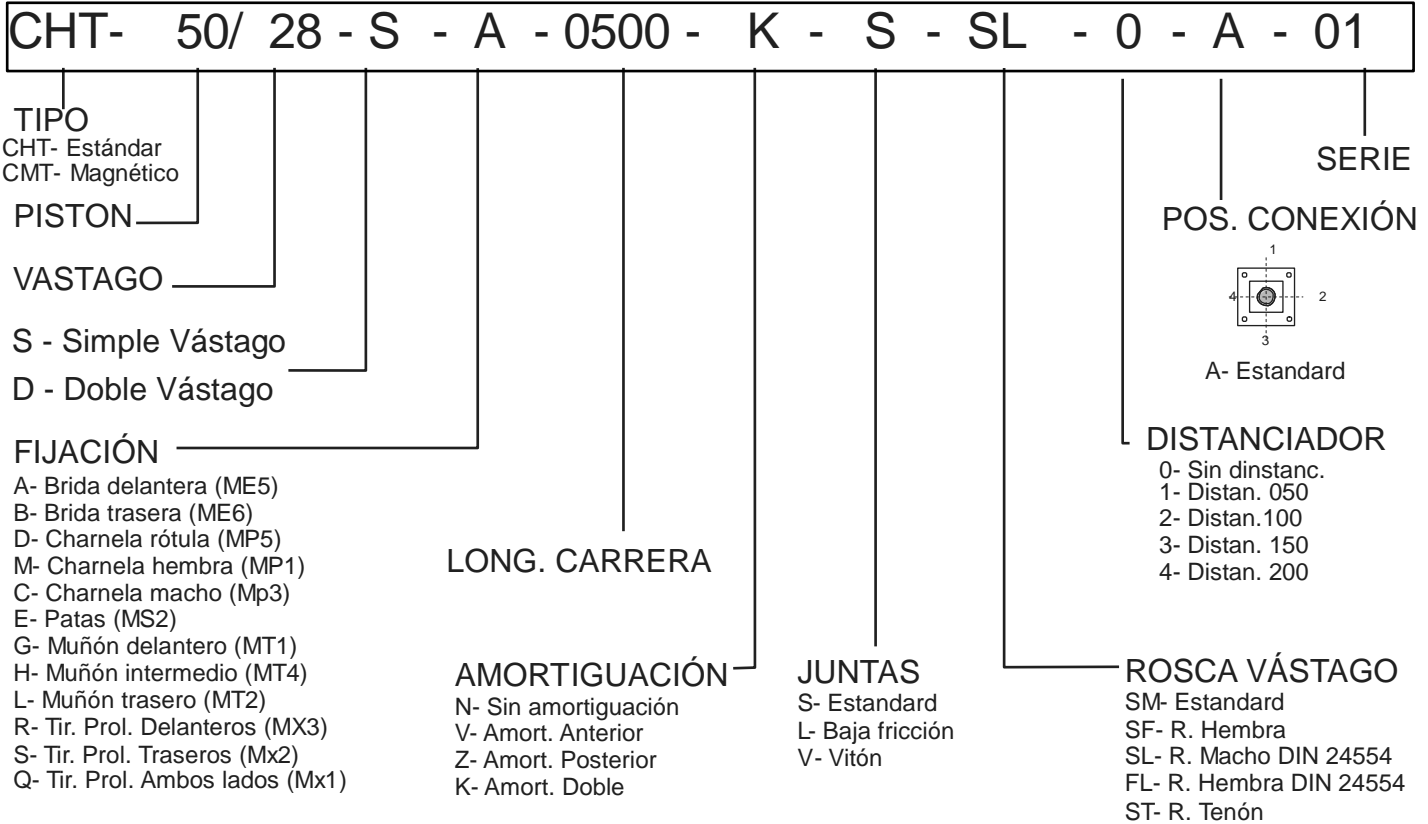 CHT- 50/ 28 - S - A - 0500 - K - S - SL - 0 - A - 01
TIPO
CHT- Estándar
CMT- Magnético
PISTON
VASTAGO
S - Simple Vástago
D - Doble Vástago
FIJACIÓN
A- Brida delantera (ME5)
B- Brida trasera (ME6)
D- Charnela rótula (MP5)
M- Charnela hembra (MP1)
C- Charnela macho (Mp3)
E- Patas (MS2)
G- Muñón delantero (MT1)
H- Muñón intermedio (MT4)
L- Muñón trasero (MT2)
R- Tir. Prol. Delanteros (MX3)
S- Tir. Prol. Traseros (Mx2)
Q- Tir. Prol. Ambos lados (Mx1)
LONG. CARRERA
AMORTIGUACIÓN
N- Sin amortiguación
V- Amort. Anterior
Z- Amort. Posterior
K- Amort. Doble
JUNTAS
S- Estandard
L- Baja fricción
V- Vitón
ROSCA VÁSTAGO
SM- Estandard
SF- R. Hembra
SL- R. Macho DIN 24554
FL- R. Hembra DIN 24554
ST- R. Tenón
DISTANCIADOR
0- Sin dinstanc.
1- Distan. 050
2- Distan.100
3- Distan. 150
4- Distan. 200
POS. CONEXIÓN
1
4
2
3
A- Estandard
SERIE